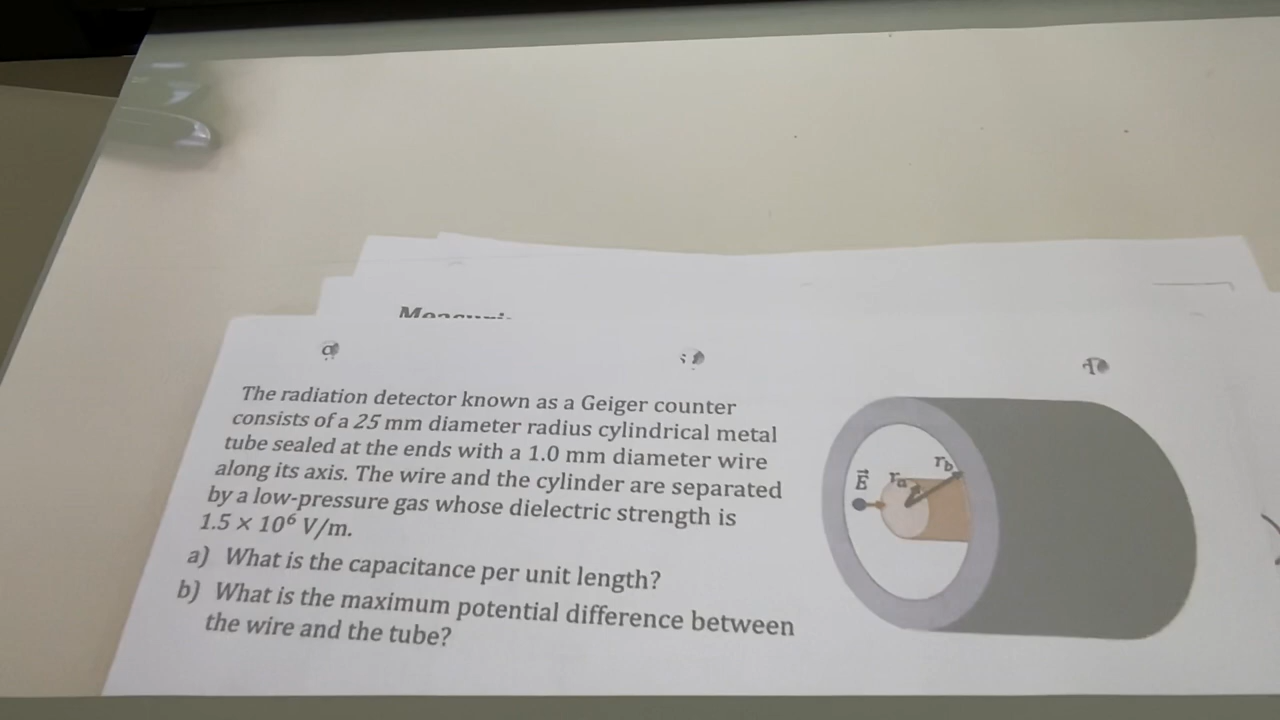 The radiation detector known as a Geiger counter
consists of a 25 mm diameter radius cylindrical metal
tube sealed at the ends with a 1.0 mm diameter wire
along its axis. The wire and the cylinder are separated
by a low-pressure gas whose dielectric strength is
1.5 × 10⁶ V/m.
a) What is the capacitance per unit length?
b) What is the maximum potential difference between
the wire and the tube?
E⃗
rₐ
r_b